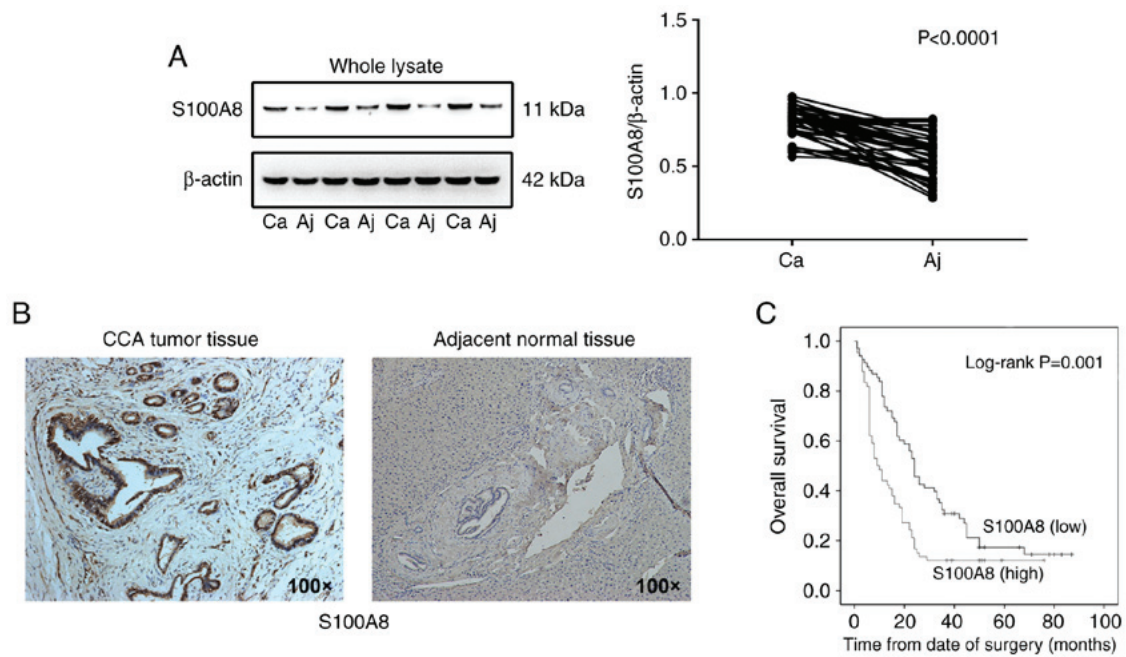 A
Whole lysate
S100A8
11 kDa
β-actin
42 kDa
Ca Aj Ca Aj Ca Aj Ca Aj
P<0.0001
S100A8/β-actin
1.5
1.0
0.5
0.0
Ca Aj
B
CCA tumor tissue
Adjacent normal tissue
100×
100×
S100A8
C
Log-rank P=0.001
Overall survival
1.0
0.8
0.6
0.4
0.2
0.0
S100A8 (low)
S100A8 (high)
0 20 40 60 80 100
Time from date of surgery (months)